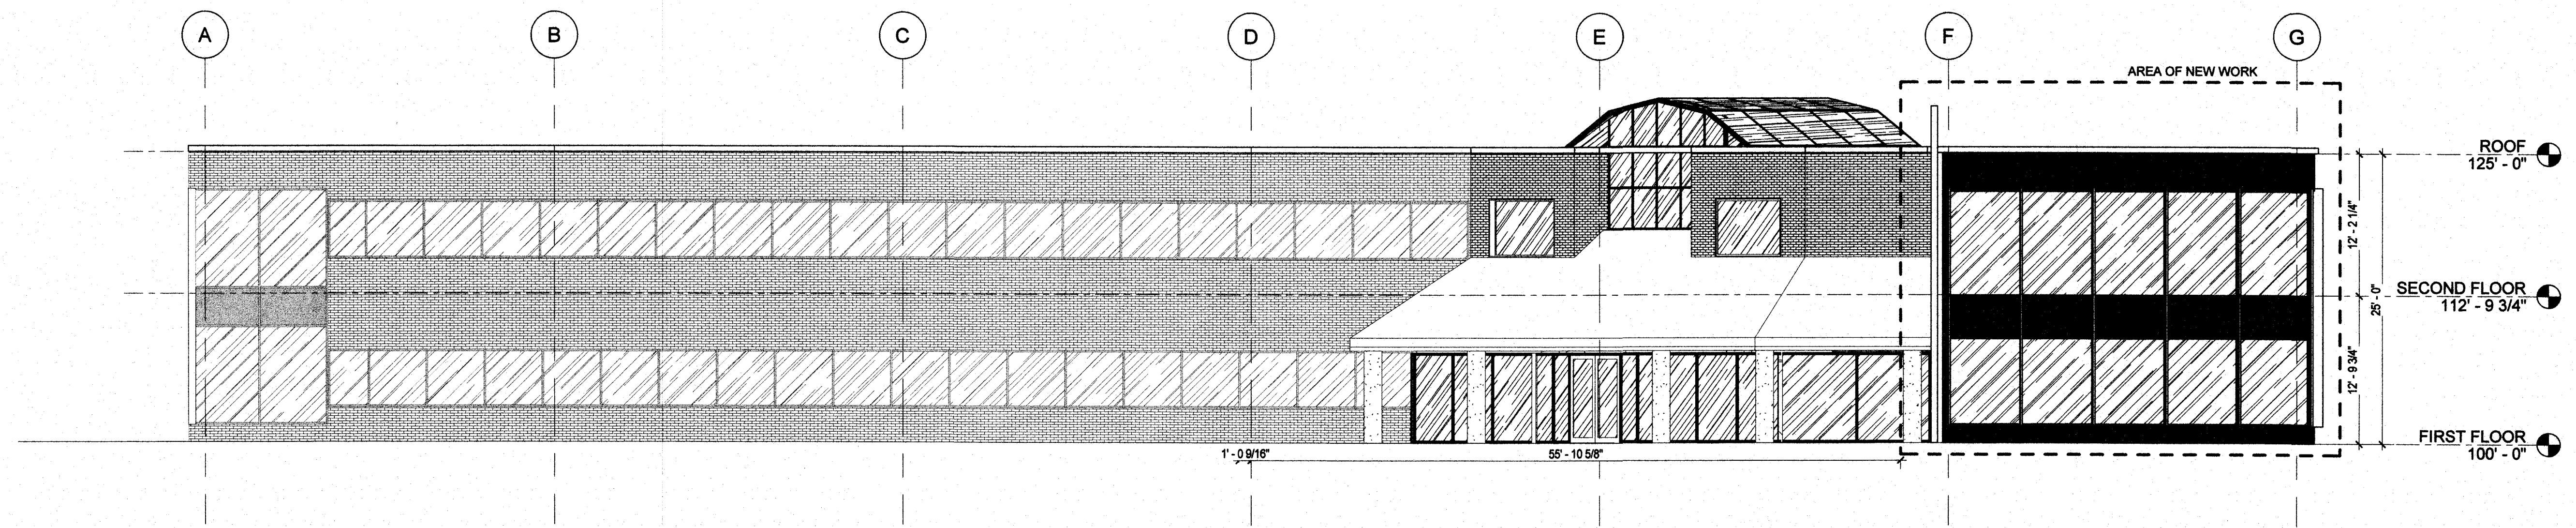 A
B
C
D
E
F
G
AREA OF NEW WORK
ROOF
125' - 0"
12' - 2 1/4"
SECOND FLOOR
112' - 9 3/4"
25' - 0"
12' - 9 3/4"
FIRST FLOOR
100' - 0"
1' - 0 9/16"
55' - 10 5/8"